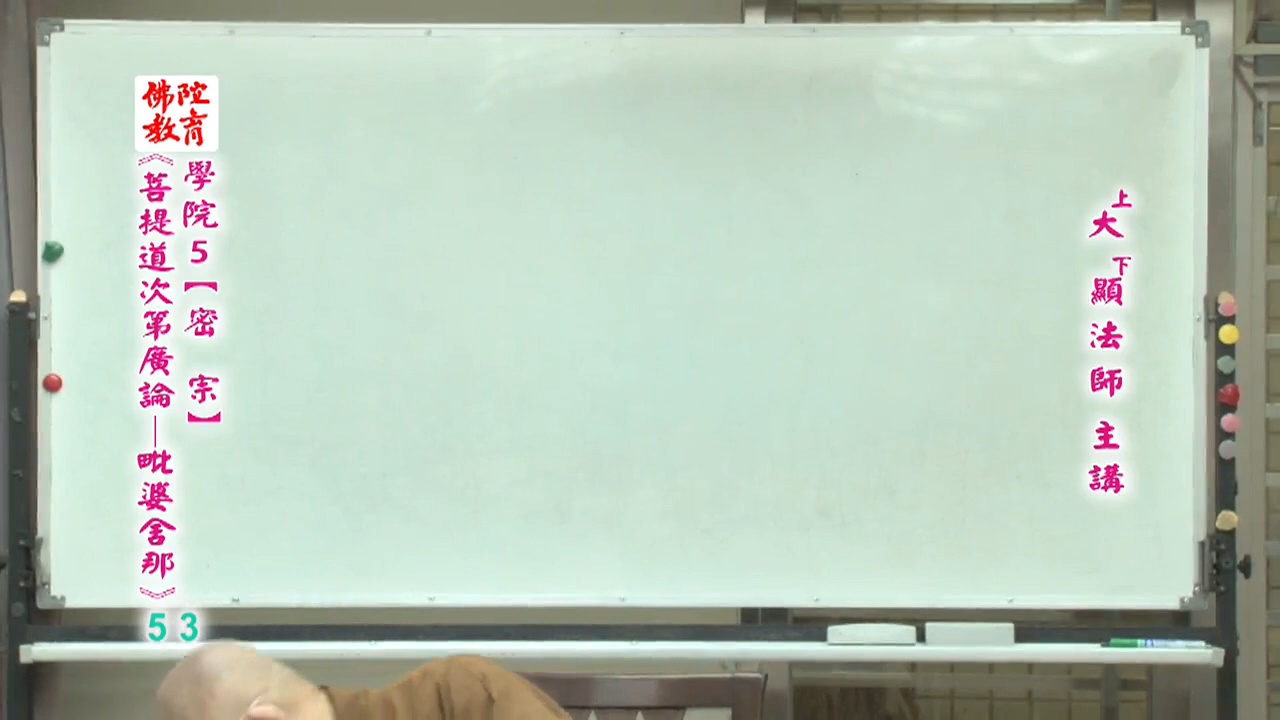 佛陀
教育
學院5【密 宗】
《菩提道次第廣論—毗婆舍那》
53
上大下顯法師 主講